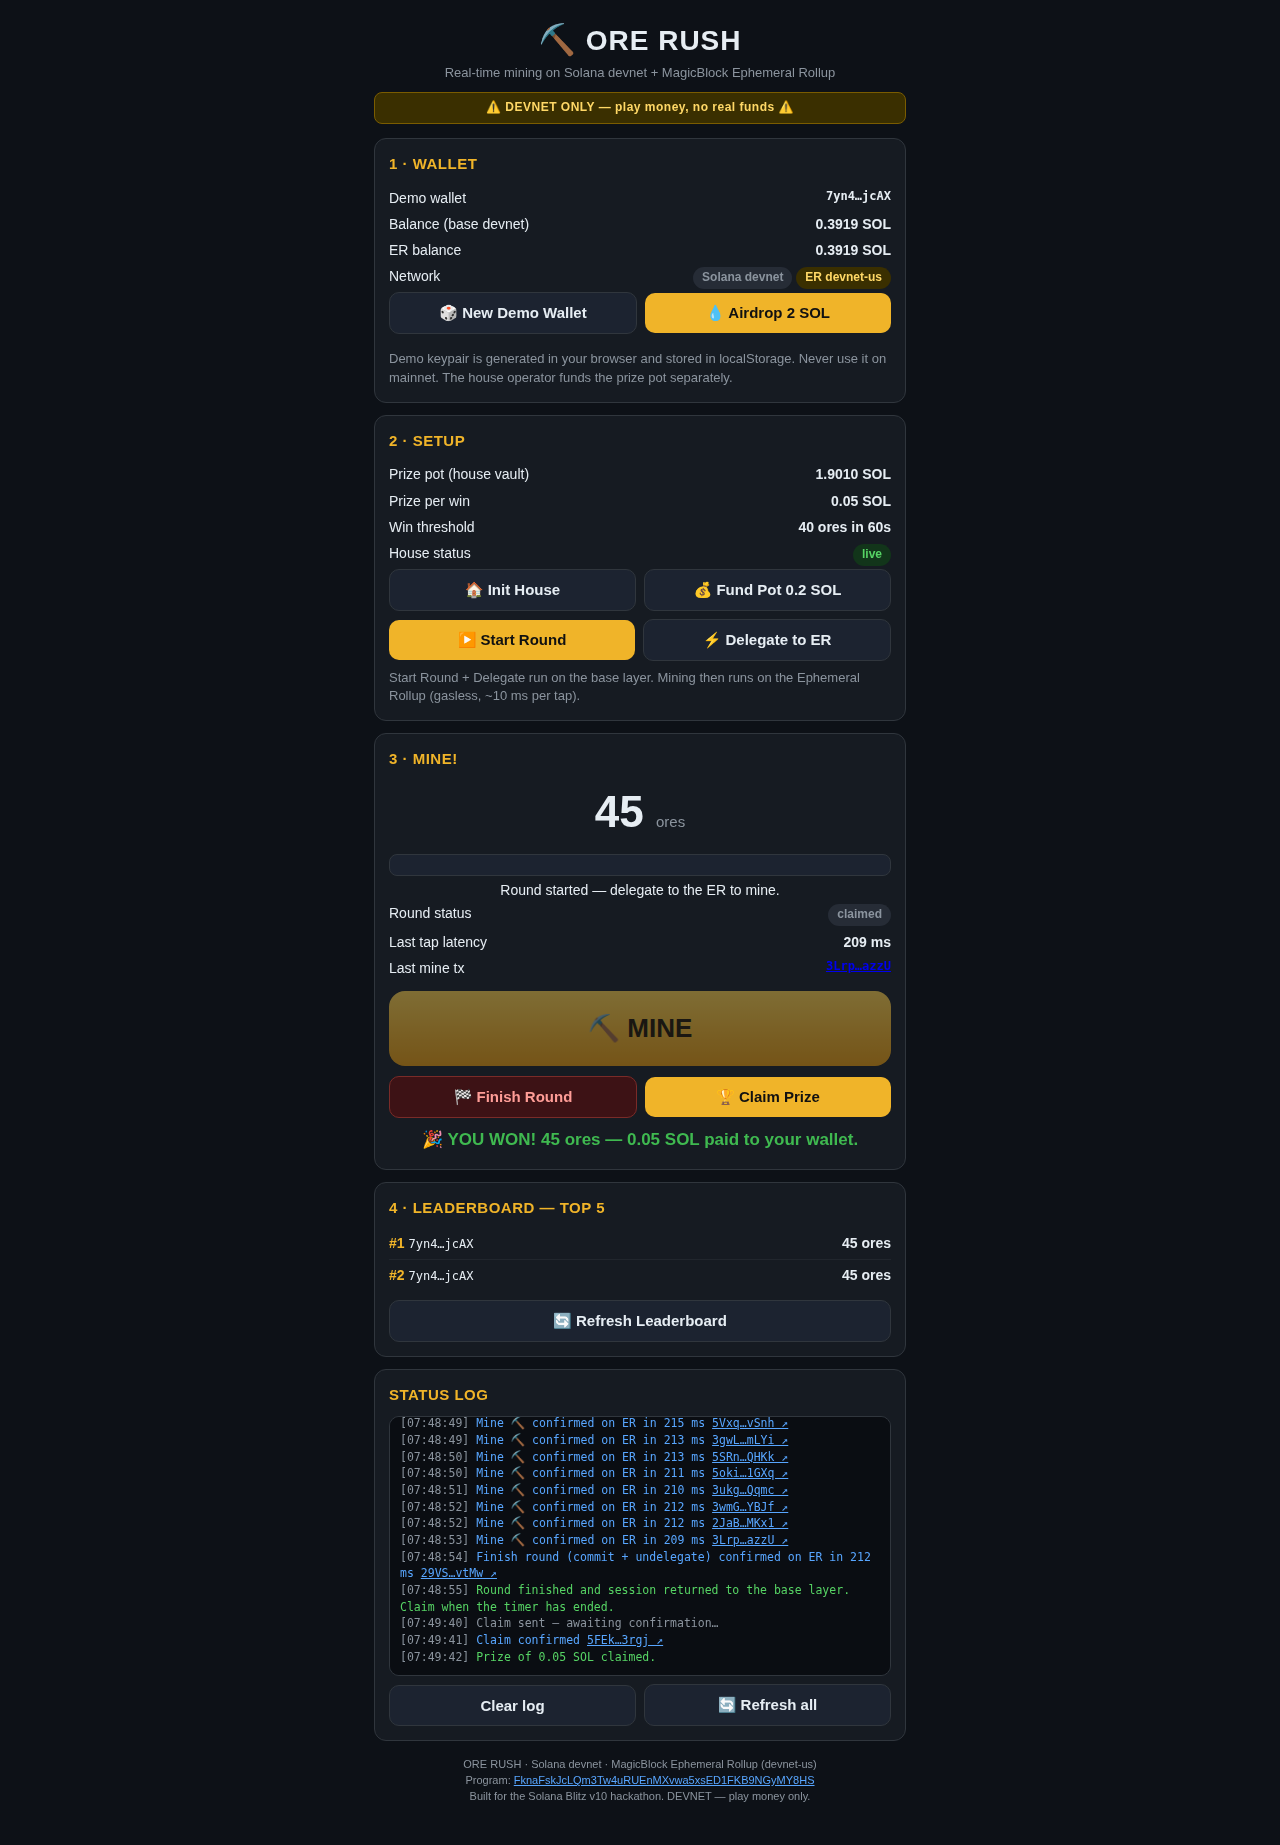 ⛏️ ORE RUSH
Real-time mining on Solana devnet + MagicBlock Ephemeral Rollup
⚠️ DEVNET ONLY — play money, no real funds ⚠️
1 · WALLET
Demo wallet 7yn4…jcAX
Balance (base devnet) 0.3919 SOL
ER balance 0.3919 SOL
Network Solana devnet ER devnet-us
🎲 New Demo Wallet 💧 Airdrop 2 SOL
Demo keypair is generated in your browser and stored in localStorage. Never use it on
mainnet. The house operator funds the prize pot separately.
2 · SETUP
Prize pot (house vault) 1.9010 SOL
Prize per win 0.05 SOL
Win threshold 40 ores in 60s
House status live
🏠 Init House 💰 Fund Pot 0.2 SOL
▶️ Start Round ⚡ Delegate to ER
Start Round + Delegate run on the base layer. Mining then runs on the Ephemeral
Rollup (gasless, ~10 ms per tap).
3 · MINE!
45 ores
Round started — delegate to the ER to mine.
Round status claimed
Last tap latency 209 ms
Last mine tx 3Lrp…azzU
⛏️ MINE
🏁 Finish Round 🏆 Claim Prize
🎉 YOU WON! 45 ores — 0.05 SOL paid to your wallet.
4 · LEADERBOARD — TOP 5
#1 7yn4…jcAX 45 ores
#2 7yn4…jcAX 45 ores
🔄 Refresh Leaderboard
STATUS LOG
[07:48:49] Mine ⛏️ confirmed on ER in 215 ms 5Vxq…vSnh ↗
[07:48:49] Mine ⛏️ confirmed on ER in 213 ms 3gwL…mLYi ↗
[07:48:50] Mine ⛏️ confirmed on ER in 213 ms 5SRn…QHKk ↗
[07:48:50] Mine ⛏️ confirmed on ER in 211 ms 5oki…1GXq ↗
[07:48:51] Mine ⛏️ confirmed on ER in 210 ms 3ukg…Qqmc ↗
[07:48:52] Mine ⛏️ confirmed on ER in 212 ms 3wmG…YBJf ↗
[07:48:52] Mine ⛏️ confirmed on ER in 212 ms 2JaB…MKx1 ↗
[07:48:53] Mine ⛏️ confirmed on ER in 209 ms 3Lrp…azzU ↗
[07:48:54] Finish round (commit + undelegate) confirmed on ER in 212
ms 29VS…vtMw ↗
[07:48:55] Round finished and session returned to the base layer.
Claim when the timer has ended.
[07:49:40] Claim sent — awaiting confirmation…
[07:49:41] Claim confirmed 5FEk…3rgj ↗
[07:49:42] Prize of 0.05 SOL claimed.
Clear log 🔄 Refresh all
ORE RUSH · Solana devnet · MagicBlock Ephemeral Rollup (devnet-us)
Program: FknaFskJcLQm3Tw4uRUEnMXvwa5xsED1FKB9NGyMY8HS
Built for the Solana Blitz v10 hackathon. DEVNET — play money only.